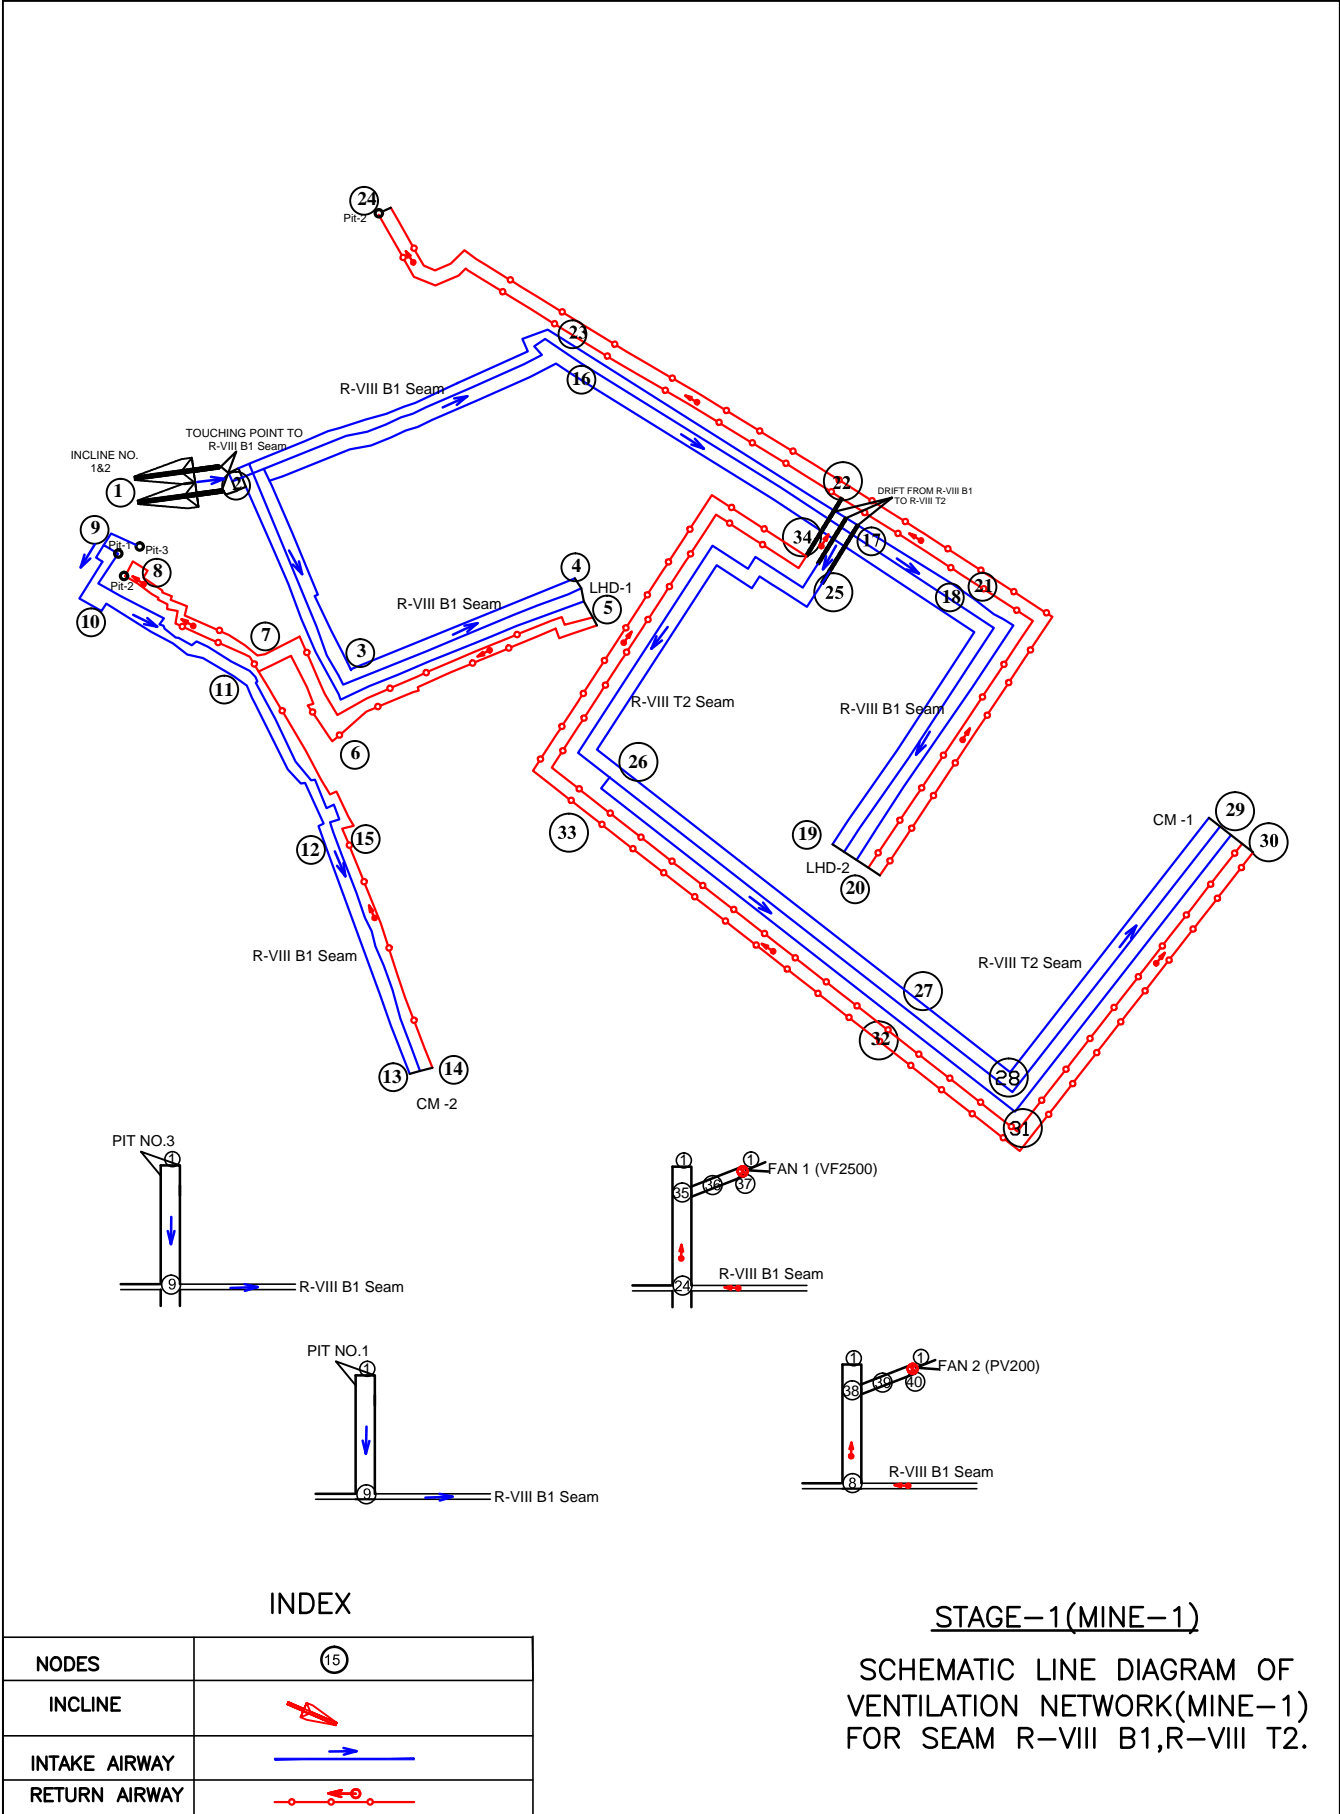 24
Pit-2
23
16
R-VIII B1 Seam
TOUCHING POINT TO
R-VIII B1 Seam
INCLINE NO.
1&2
1
2
22
DRIFT FROM R-VIII B1
TO R-VIII T2
34
17
25
18
21
9
Pit-1
Pit-3
8
Pit-2
10
7
11
4
LHD-1
5
R-VIII B1 Seam
3
6
R-VIII T2 Seam
R-VIII B1 Seam
26
33
19
LHD-2
20
CM -1
29
30
12
15
R-VIII B1 Seam
R-VIII T2 Seam
27
32
28
31
13
14
CM -2
PIT NO.3
1
9
R-VIII B1 Seam
1
1
FAN 1 (VF2500)
35
36
37
24
R-VIII B1 Seam
PIT NO.1
1
9
R-VIII B1 Seam
1
1
FAN 2 (PV200)
38
39
40
8
R-VIII B1 Seam
INDEX
NODES
15
INCLINE
INTAKE AIRWAY
RETURN AIRWAY
STAGE-1(MINE-1)
SCHEMATIC LINE DIAGRAM OF
VENTILATION NETWORK(MINE-1)
FOR SEAM R-VIII B1,R-VIII T2.